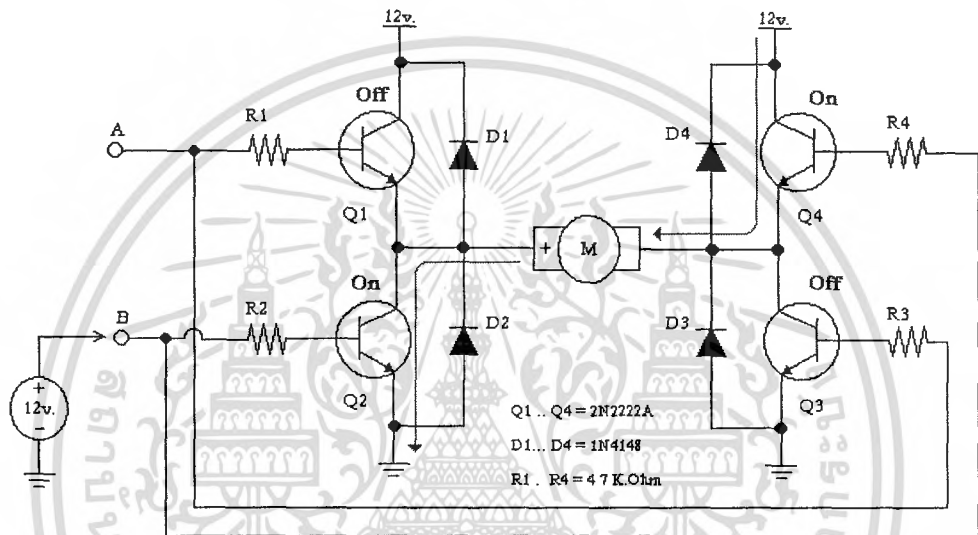 12v.
12v.
Off
On
A
R1
D1
D4
R4
Q1
Q4
+
M
On
Off
B
R2
D2
D3
R3
+
12v.
-
Q2
Q3
Q1 .. Q4 = 2N2222A
D1... D4 = 1N4148
R1 . R4 = 4 7 K.Ohm